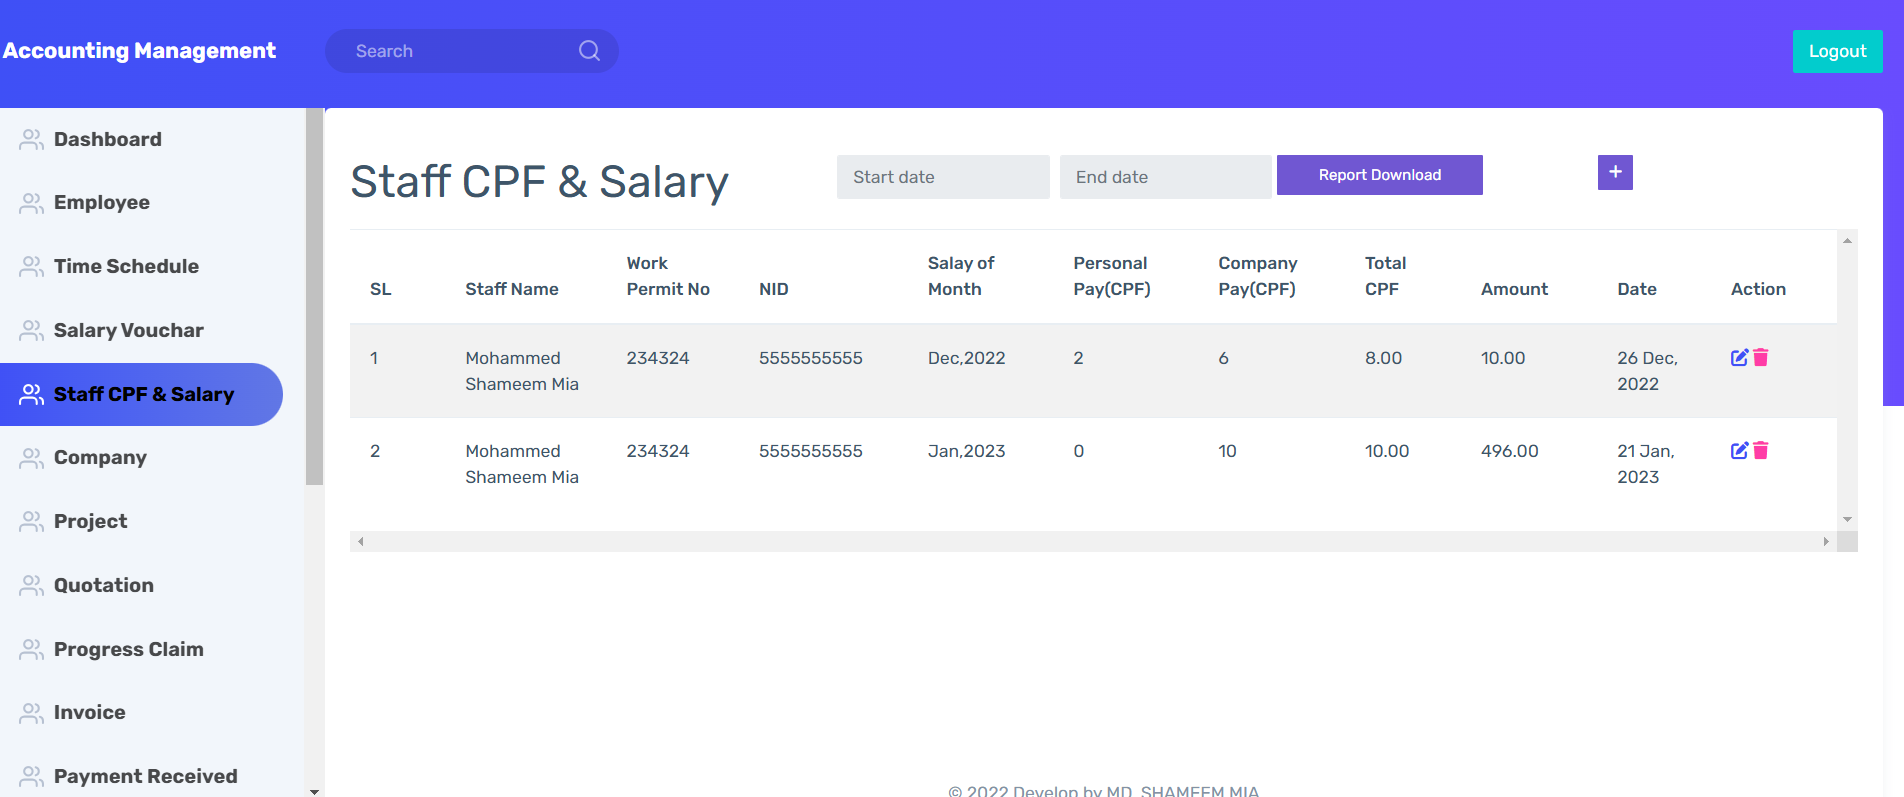 Accounting Management
Search
Logout
Dashboard
Employee
Time Schedule
Salary Vouchar
Staff CPF & Salary
Company
Project
Quotation
Progress Claim
Invoice
Payment Received
Staff CPF & Salary
Start date
End date
Report Download
+
SL Staff Name Work Permit No NID Salay of Month Personal Pay(CPF) Company Pay(CPF) Total CPF Amount Date Action
1 Mohammed Shameem Mia 234324 5555555555 Dec,2022 2 6 8.00 10.00 26 Dec, 2022
2 Mohammed Shameem Mia 234324 5555555555 Jan,2023 0 10 10.00 496.00 21 Jan, 2023
© 2022 Develop by MD. SHAMEEM MIA